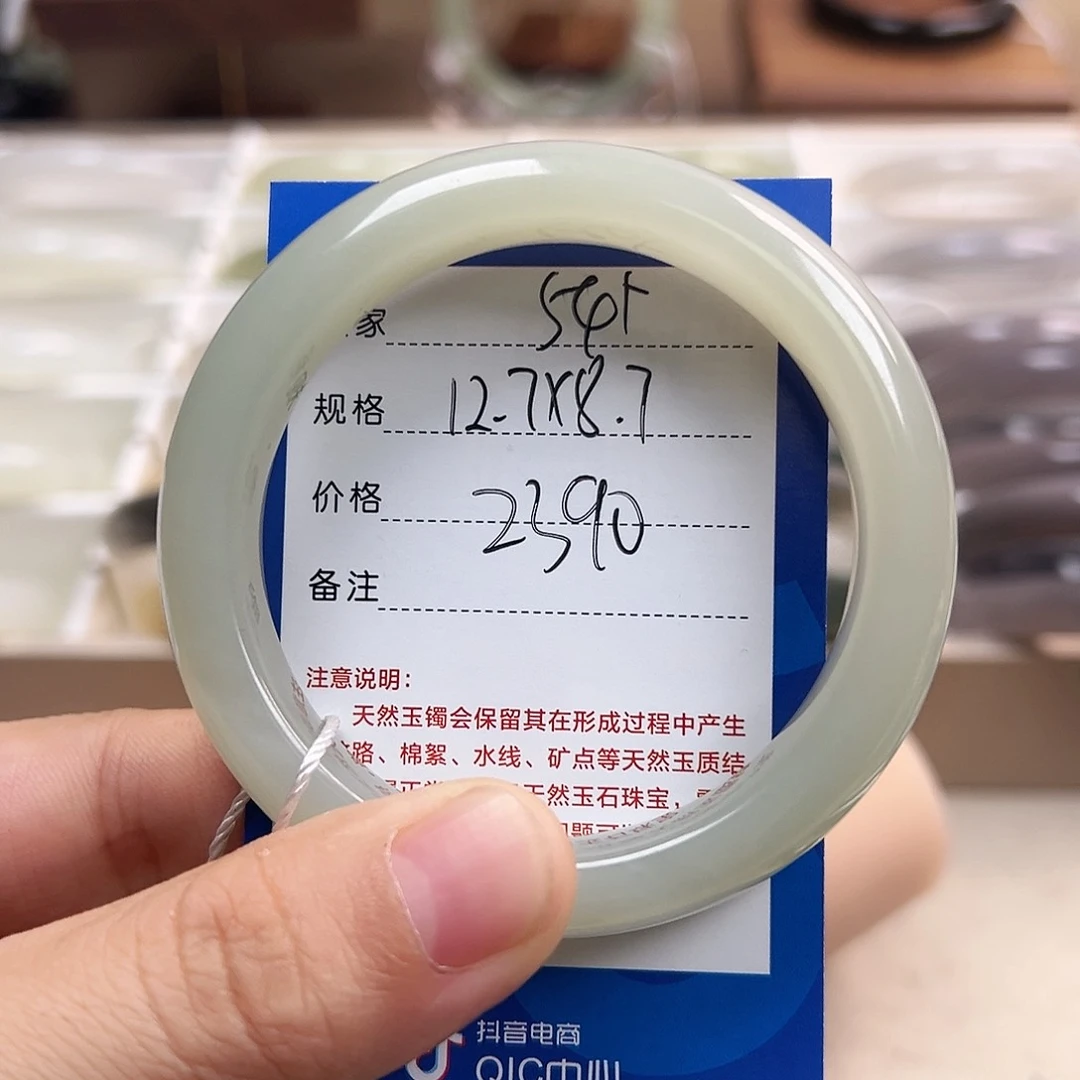 家 54+
规格 12.7×8.7
价格 2390
备注
注意说明:
天然玉镯会保留其在形成过程中产生
路、棉絮、水线、矿点等天然玉质结
天然玉石珠宝,
抖音电商
QIC中心